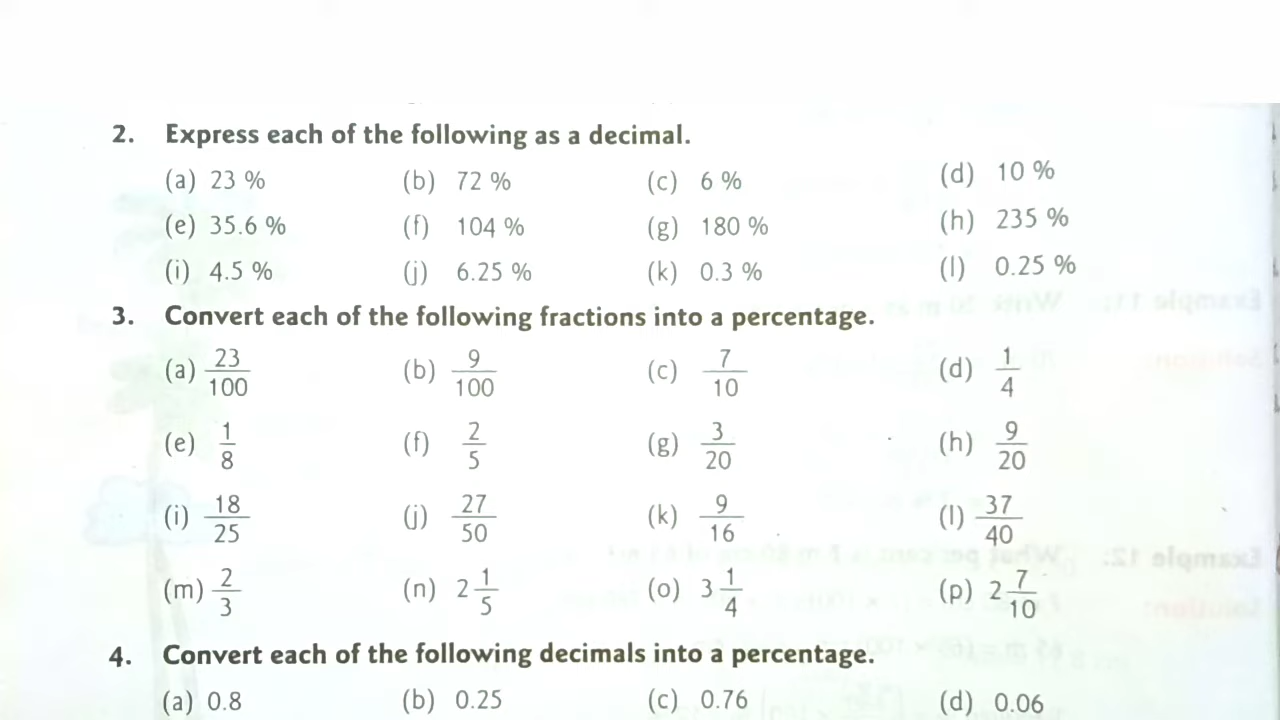 2. Express each of the following as a decimal.
(a) 23 % (b) 72 % (c) 6 % (d) 10 %
(e) 35.6 % (f) 104 % (g) 180 % (h) 235 %
(i) 4.5 % (j) 6.25 % (k) 0.3 % (l) 0.25 %
3. Convert each of the following fractions into a percentage.
(a) 23/100 (b) 9/100 (c) 7/10 (d) 1/4
(e) 1/8 (f) 2/5 (g) 3/20 (h) 9/20
(i) 18/25 (j) 27/50 (k) 9/16 (l) 37/40
(m) 2/3 (n) 2 1/5 (o) 3 1/4 (p) 2 7/10
4. Convert each of the following decimals into a percentage.
(a) 0.8 (b) 0.25 (c) 0.76 (d) 0.06